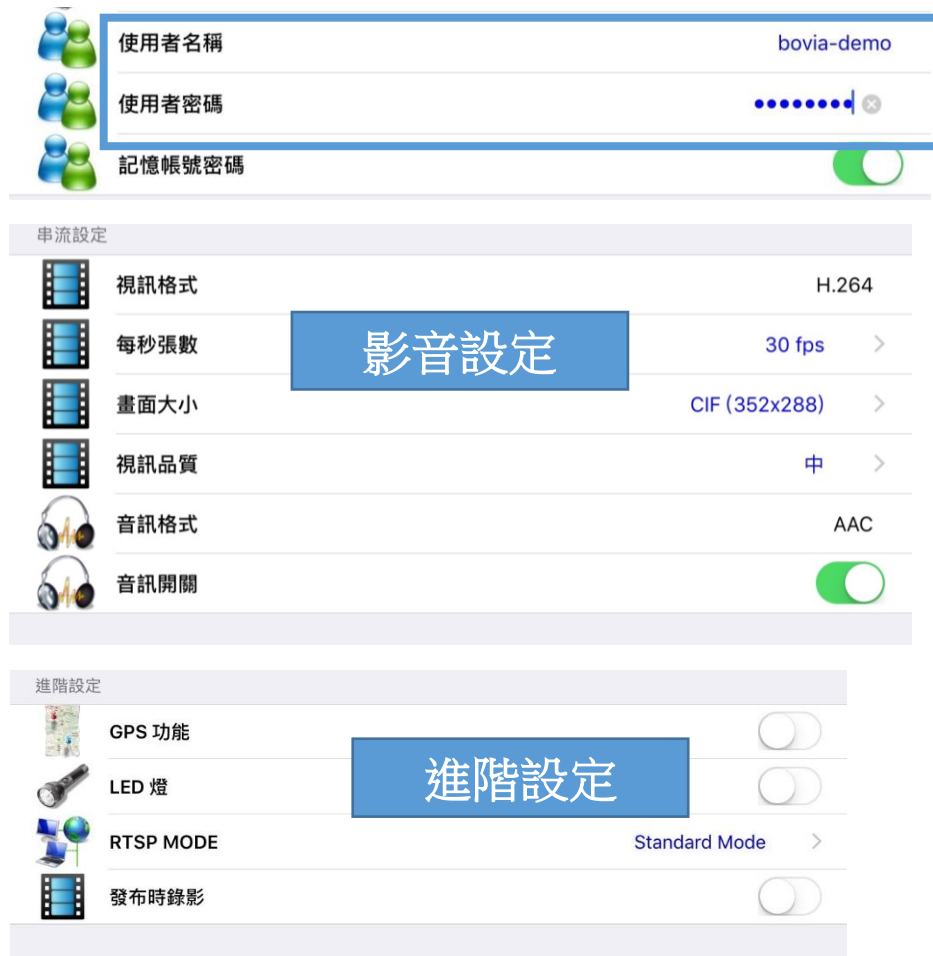 使用者名稱 bovia-demo
使用者密碼 ••••••••
記憶帳號密碼
串流設定
視訊格式 H.264
每秒張數 影音設定 30 fps
畫面大小 CIF (352x288)
視訊品質 中
音訊格式 AAC
音訊開關
進階設定
GPS 功能
進階設定
LED 燈
RTSP MODE Standard Mode
發布時錄影